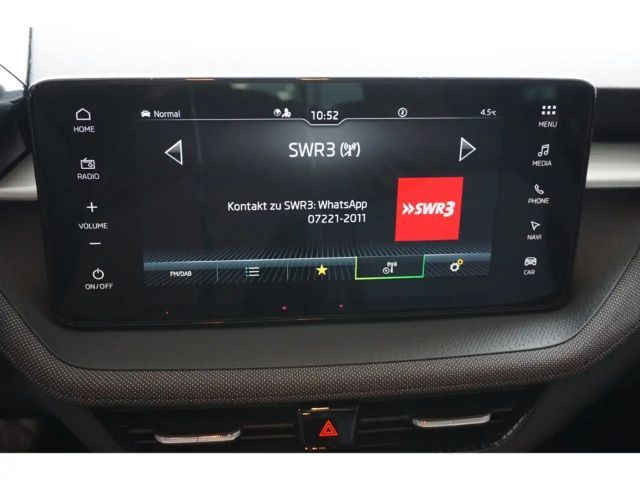 HOME
RADIO
VOLUME
ON/OFF
Normal
10:52
2
4.5°C
SWR3
Kontakt zu SWR3: WhatsApp
07221-2011
SWR3
FM/DAB
MENU
MEDIA
PHONE
NAVI
CAR